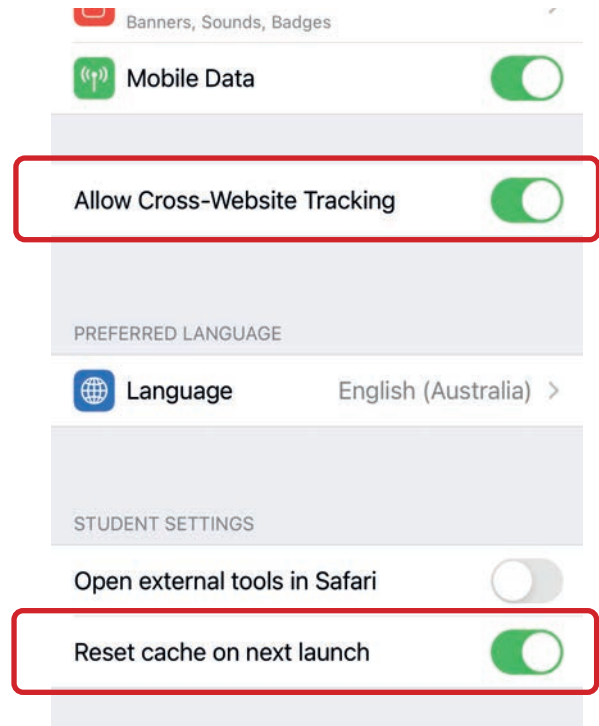 Banners, Sounds, Badges
Mobile Data
Allow Cross-Website Tracking
PREFERRED LANGUAGE
Language English (Australia)
STUDENT SETTINGS
Open external tools in Safari
Reset cache on next launch